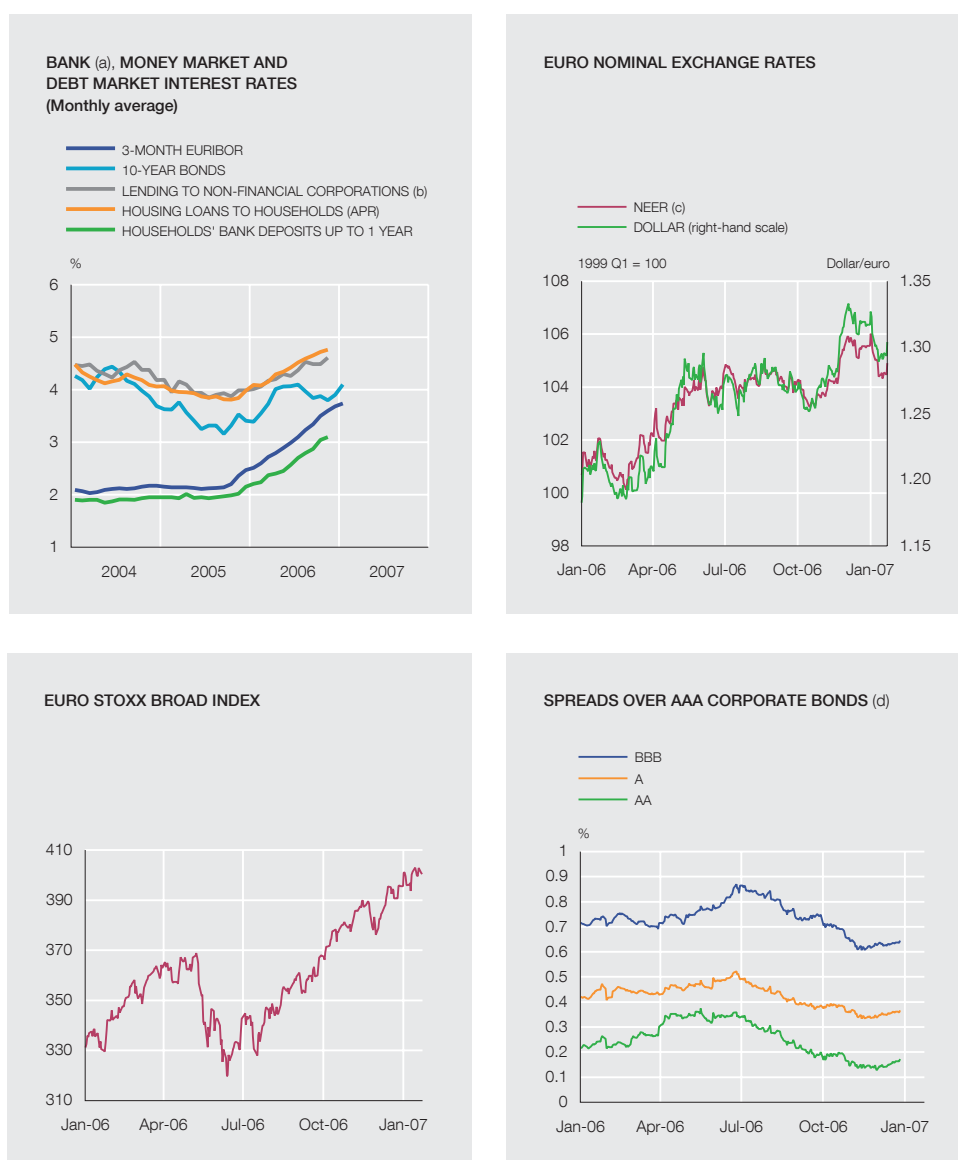 BANK (a), MONEY MARKET AND
DEBT MARKET INTEREST RATES
(Monthly average)
3-MONTH EURIBOR
10-YEAR BONDS
LENDING TO NON-FINANCIAL CORPORATIONS (b)
HOUSING LOANS TO HOUSEHOLDS (APR)
HOUSEHOLDS' BANK DEPOSITS UP TO 1 YEAR
%
6
5
4
3
2
1
2004 2005 2006 2007
EURO NOMINAL EXCHANGE RATES
NEER (c)
DOLLAR (right-hand scale)
1999 Q1 = 100 Dollar/euro
108 1.35
106 1.30
104 1.25
102 1.20
100
98 1.15
Jan-06 Apr-06 Jul-06 Oct-06 Jan-07
EURO STOXX BROAD INDEX
410
390
370
350
330
310
Jan-06 Apr-06 Jul-06 Oct-06 Jan-07
SPREADS OVER AAA CORPORATE BONDS (d)
BBB
A
AA
%
1
0.9
0.8
0.7
0.6
0.5
0.4
0.3
0.2
0.1
0
Jan-06 Apr-06 Jul-06 Oct-06 Jan-07